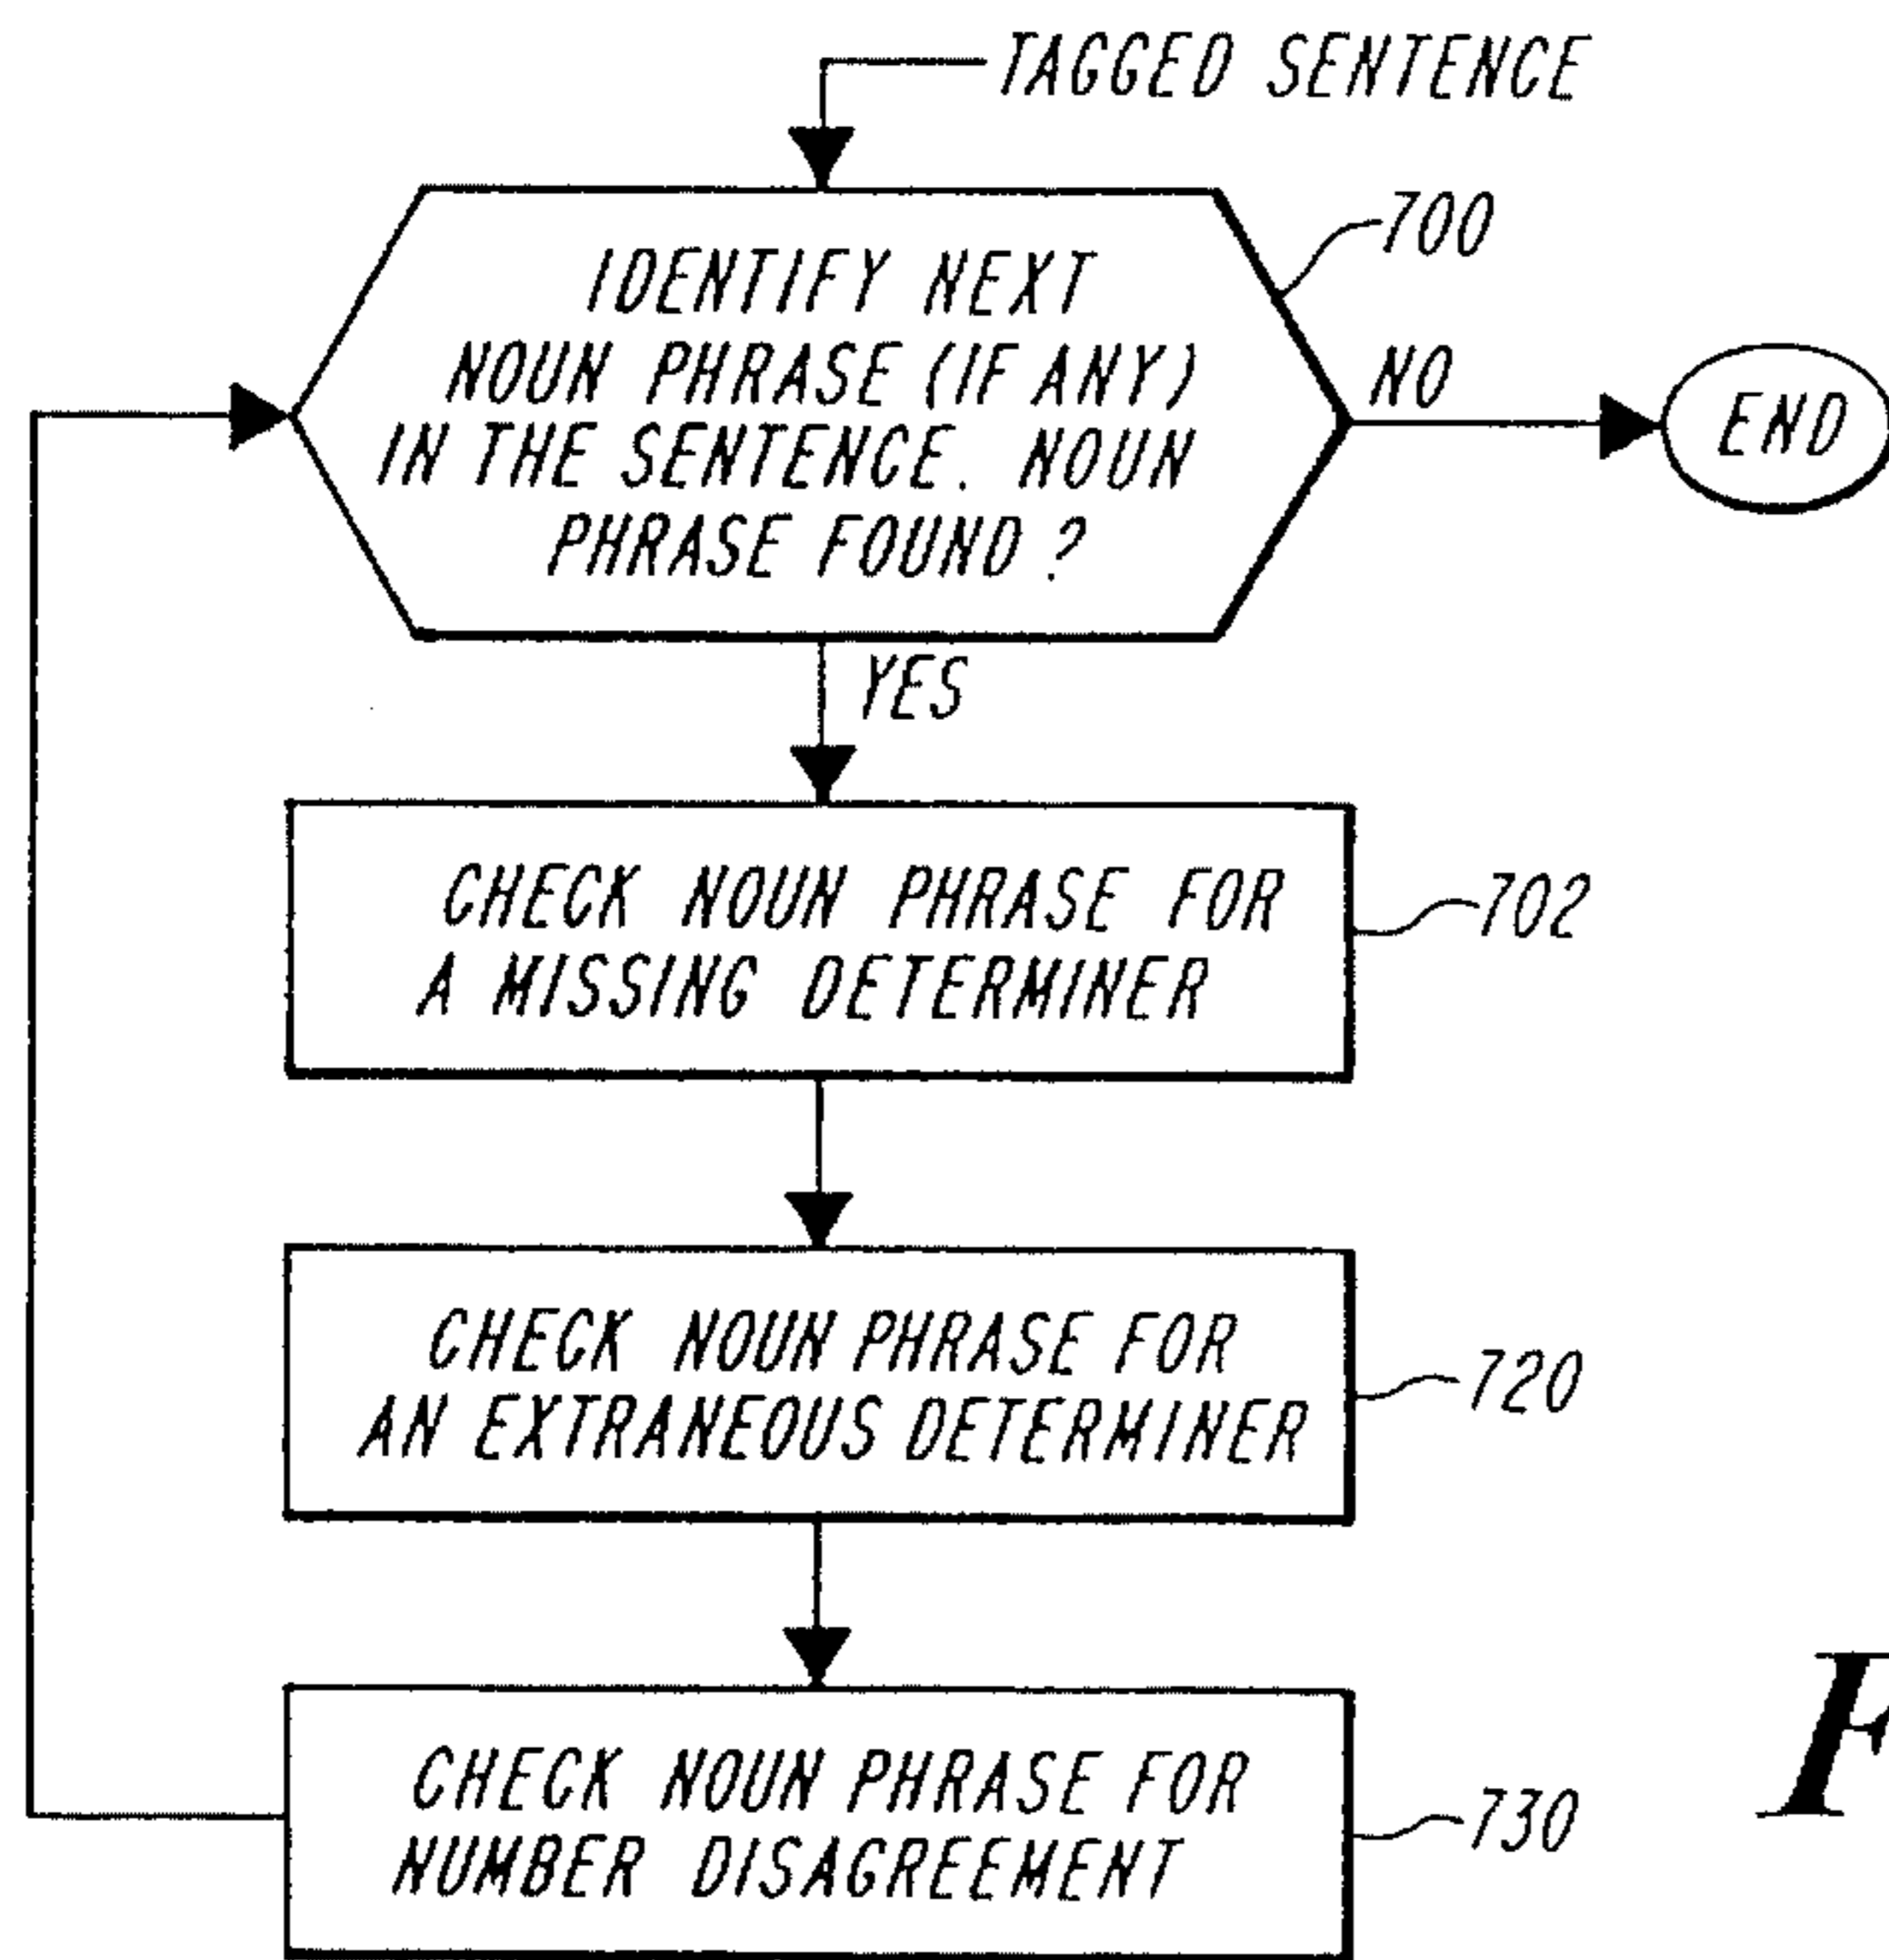 TAGGED SENTENCE
700
IDENTIFY NEXT
NOUN PHRASE (IF ANY)
IN THE SENTENCE. NOUN
PHRASE FOUND?
NO
END
YES
CHECK NOUN PHRASE FOR
A MISSING DETERMINER
702
CHECK NOUN PHRASE FOR
AN EXTRANEOUS DETERMINER
720
CHECK NOUN PHRASE FOR
NUMBER DISAGREEMENT
730
F